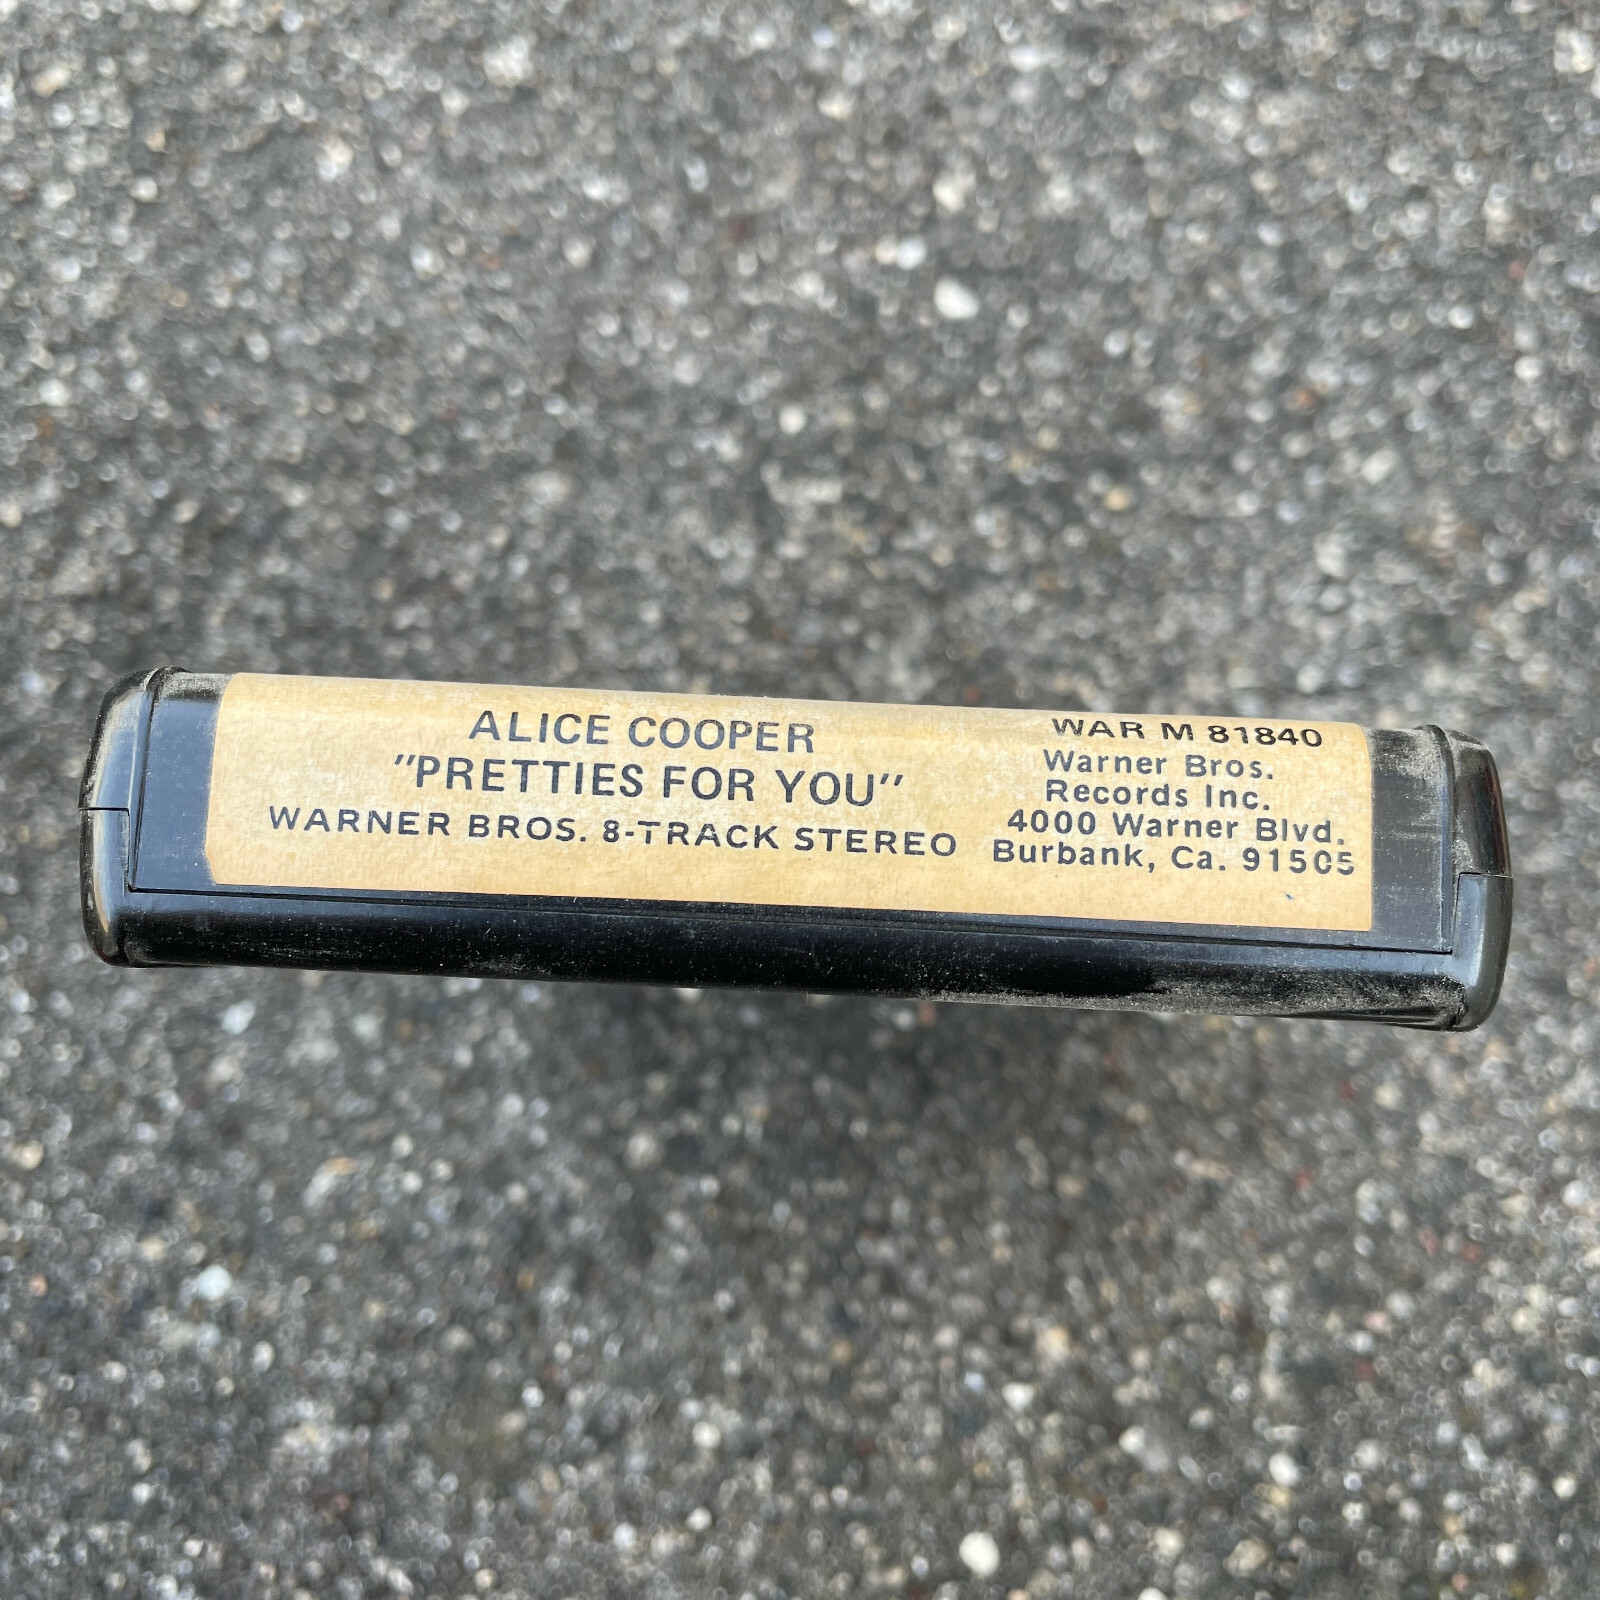 ALICE COOPER
"PRETTIES FOR YOU"
WARNER BROS. 8-TRACK STEREO
WAR M 81840
Warner Bros.
Records Inc.
4000 Warner Blvd.
Burbank, Ca. 91505